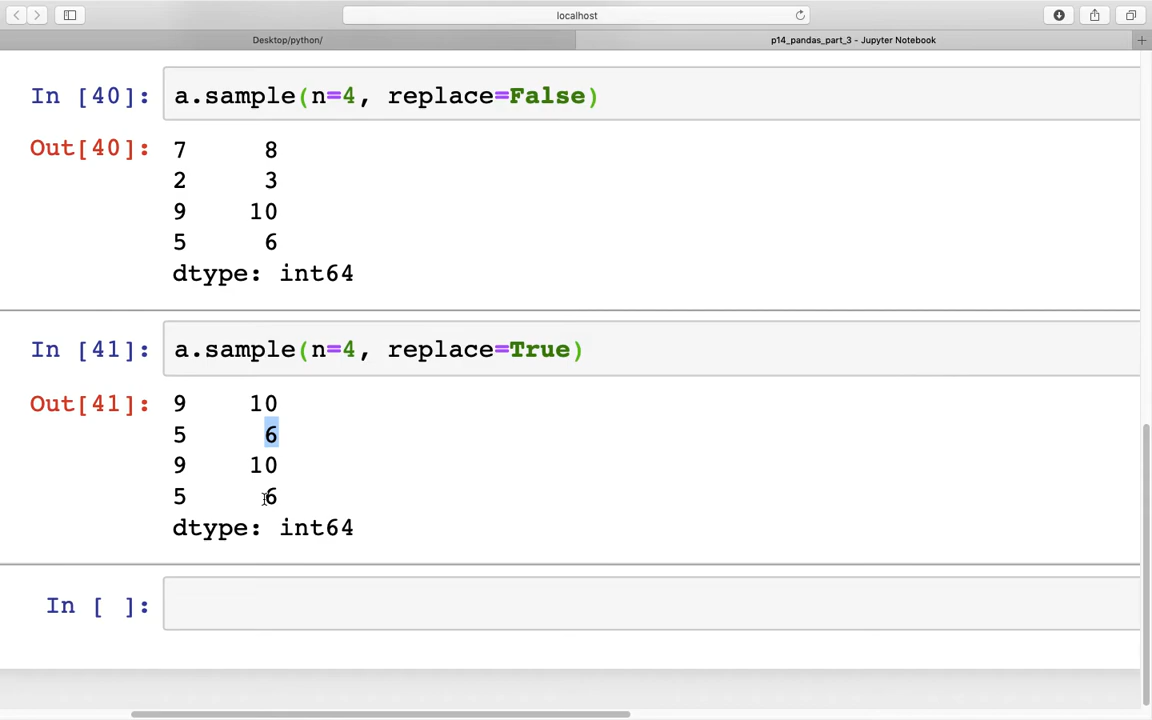 localhost
Desktop/python/ p14_pandas_part_3 - Jupyter Notebook
In [40]: a.sample(n=4, replace=False)
Out[40]: 7 8
2 3
9 10
5 6
dtype: int64
In [41]: a.sample(n=4, replace=True)
Out[41]: 9 10
5 6
9 10
5 6
dtype: int64
In [ ]: